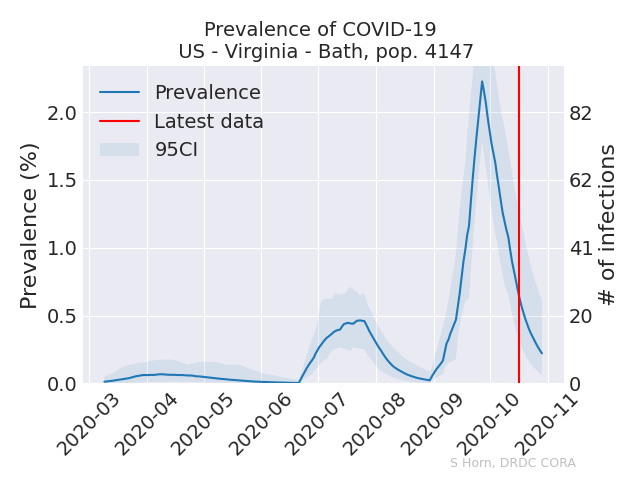 Prevalence of COVID-19
US - Virginia - Bath, pop. 4147
Prevalence
Latest data
95CI
Prevalence (%)
2.0
1.5
1.0
0.5
0.0
82
62
41
20
0
# of infections
2020-03
2020-04
2020-05
2020-06
2020-07
2020-08
2020-09
2020-10
2020-11
S Horn, DRDC CORA